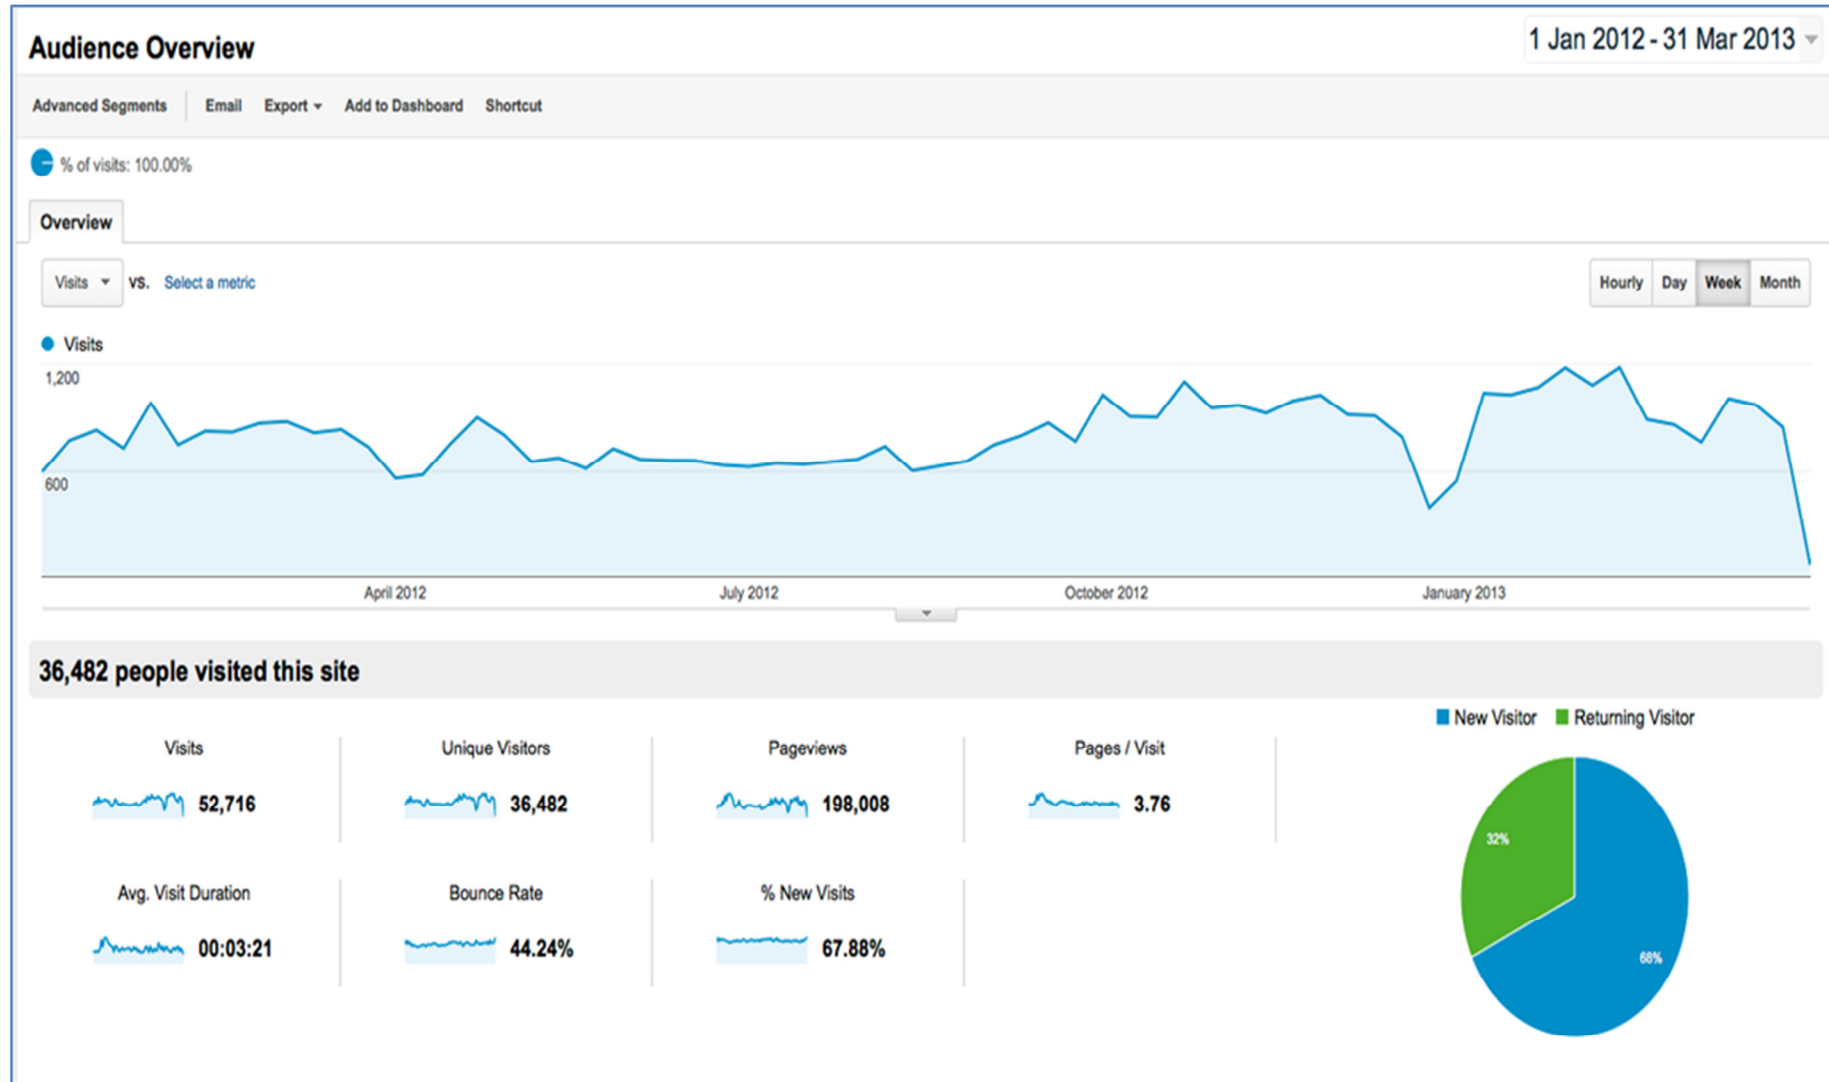 Audience Overview
1 Jan 2012 - 31 Mar 2013
Advanced Segments Email Export Add to Dashboard Shortcut
% of visits: 100.00%
Overview
Visits vs. Select a metric
Hourly Day Week Month
Visits
1,200
600
April 2012 July 2012 October 2012 January 2013
36,482 people visited this site
New Visitor Returning Visitor
Visits Unique Visitors Pageviews Pages / Visit
52,716 36,482 198,008 3.76
32%
Avg. Visit Duration Bounce Rate % New Visits
00:03:21 44.24% 67.88%
68%